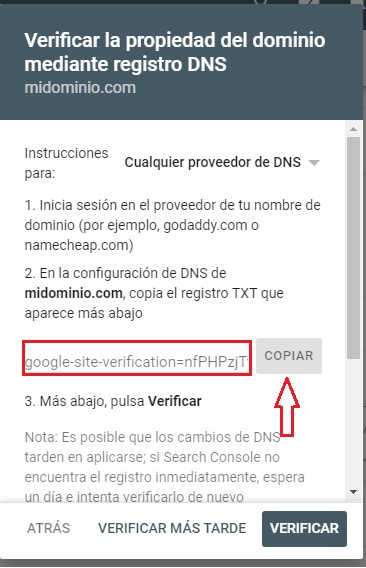 Verificar la propiedad del dominio
mediante registro DNS
midominio.com
Instrucciones
para:
Cualquier proveedor de DNS
1. Inicia sesión en el proveedor de tu nombre de
dominio (por ejemplo, godaddy.com o
namecheap.com)
2. En la configuración de DNS de
midominio.com, copia el registro TXT que
aparece más abajo
google-site-verification=nfPHPzjT
COPIAR
3. Más abajo, pulsa Verificar
Nota: Es posible que los cambios de DNS
tarden en aplicarse; si Search Console no
encuentra el registro inmediatamente, espera
un día e intenta verificarlo de nuevo
ATRÁS
VERIFICAR MÁS TARDE
VERIFICAR